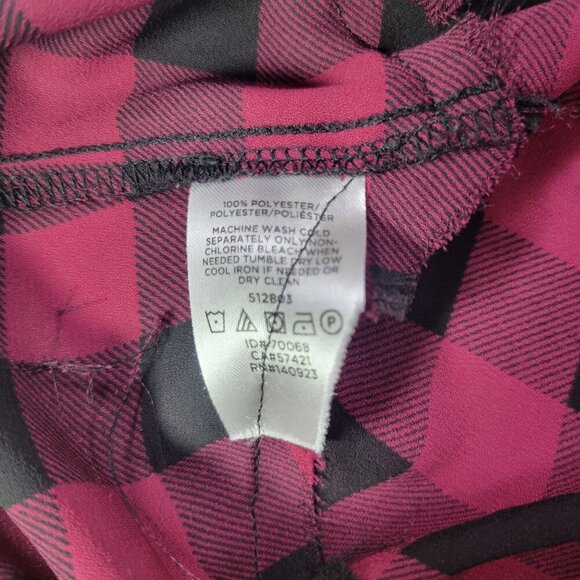 100% POLYESTER/
POLYESTER/POLIÉSTER
MACHINE WASH COLD
SEPARATELY ONLY NON-
CHLORINE BLEACH WHEN
NEEDED TUMBLE DRY LOW
COOL IRON IF NEEDED OR
DRY CLEAN
512803
P
ID#70068
CA#57421
RN#140923